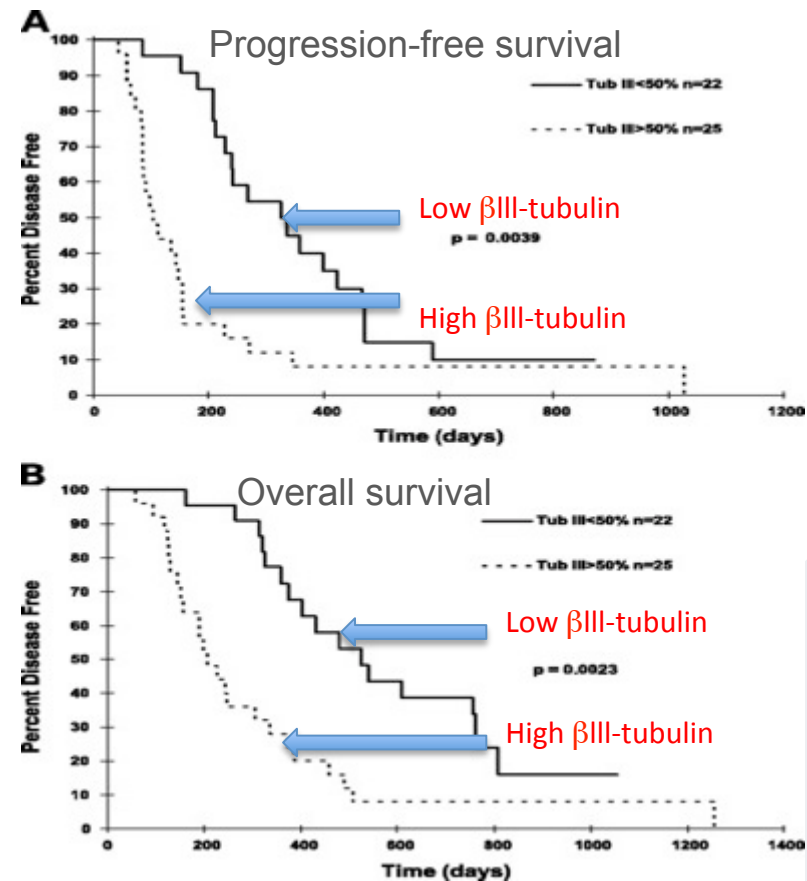 A
Progression-free survival
Tub III<50% n=22
Tub III>50% n=25
Low βIII-tubulin
p = 0.0039
High βIII-tubulin
Percent Disease Free
100
90
80
70
60
50
40
30
20
10
0
0 200 400 600 800 1000 1200
Time (days)
B
Overall survival
Tub III<50% n=22
Tub III>50% n=25
Low βIII-tubulin
p = 0.0023
High βIII-tubulin
Percent Disease Free
100
90
80
70
60
50
40
30
20
10
0
0 200 400 600 800 1000 1200 1400
Time (days)